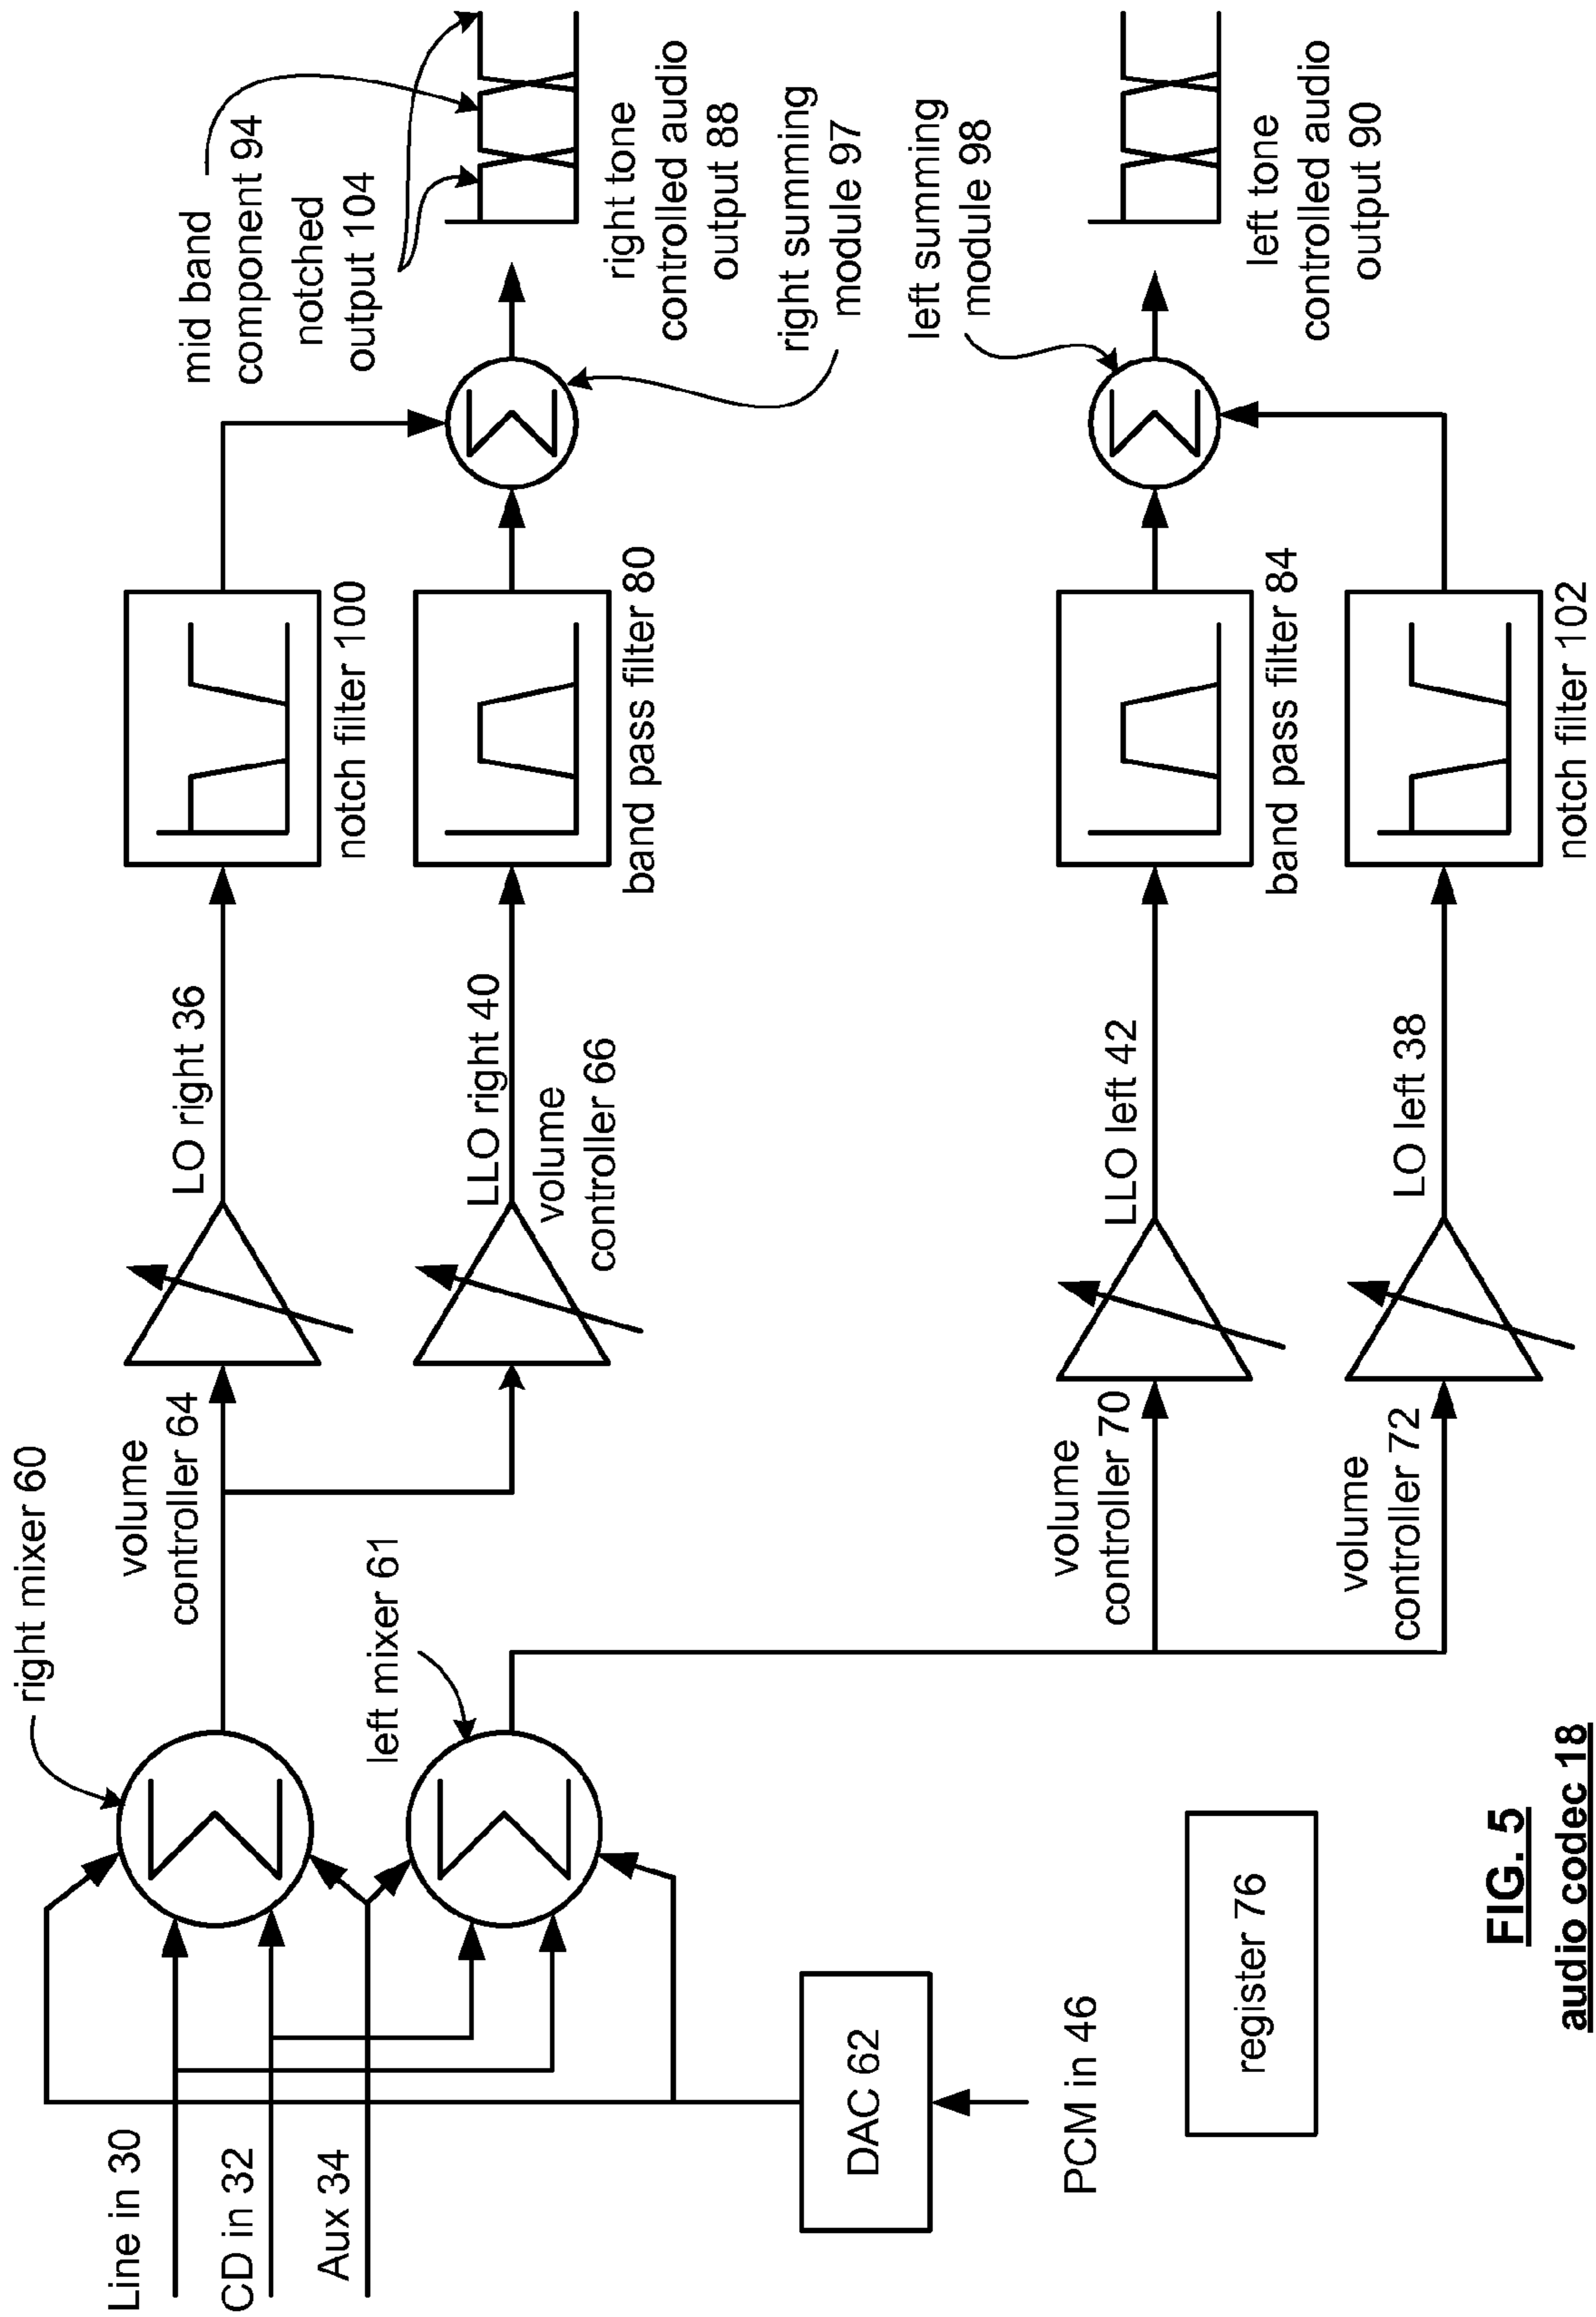 right mixer 60
Line in 30
CD in 32
Aux 34
left mixer 61
DAC 62
PCM in 46
register 76
volume
controller 64
LO right 36
LLO right 40
volume
controller 66
volume
controller 70
LLO left 42
volume
controller 72
LO left 38
notch filter 100
band pass filter 80
band pass filter 84
notch filter 102
mid band
component 94
notched
output 104
right tone
controlled audio
output 88
right summing
module 97
left summing
module 98
left tone
controlled audio
output 90
FIG. 5
audio codec 18